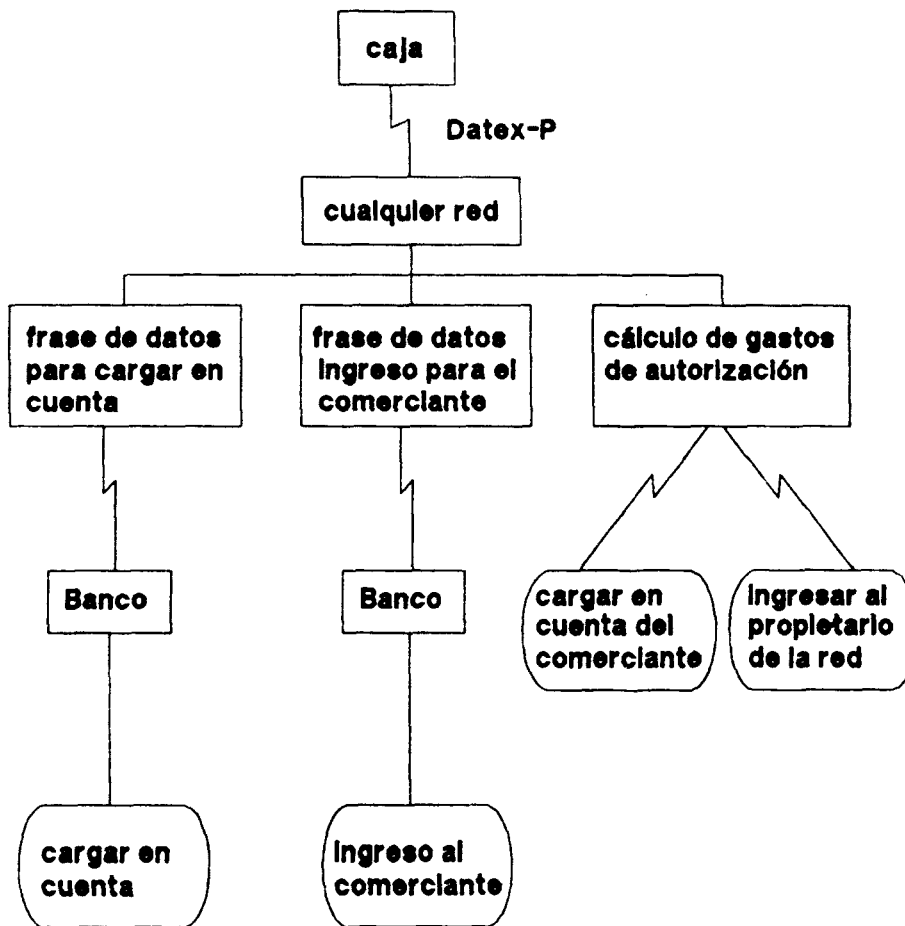 caja
Datex-P
cualquier red
frase de datos
para cargar en
cuenta
frase de datos
ingreso para el
comerciante
cálculo de gastos
de autorización
Banco
Banco
cargar en
cuenta del
comerciante
ingresar al
propietario
de la red
cargar en
cuenta
ingreso al
comerciante